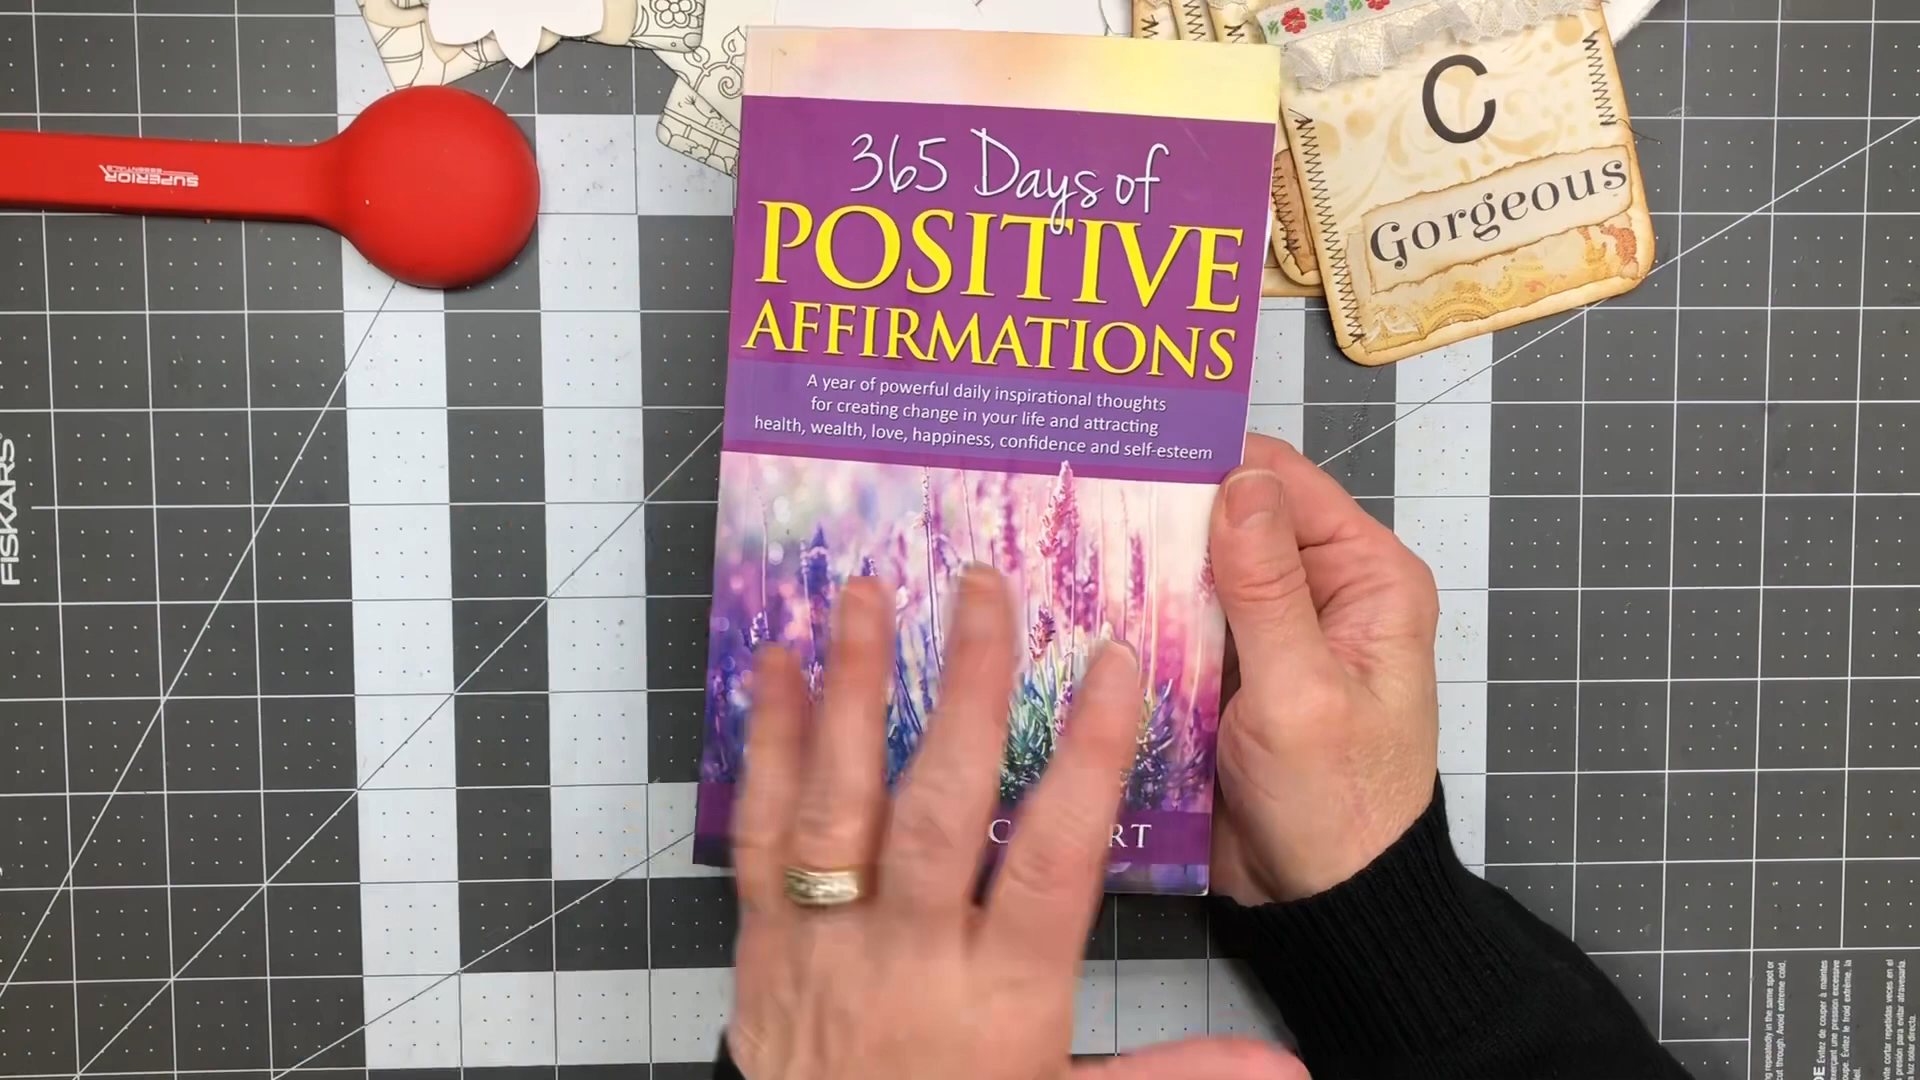 365 Days of
POSITIVE
AFFIRMATIONS
A year of powerful daily inspirational thoughts
for creating change in your life and attracting
health, wealth, love, happiness, confidence and self-esteem
C
Gorgeous
SUPERIOR
FISKARS